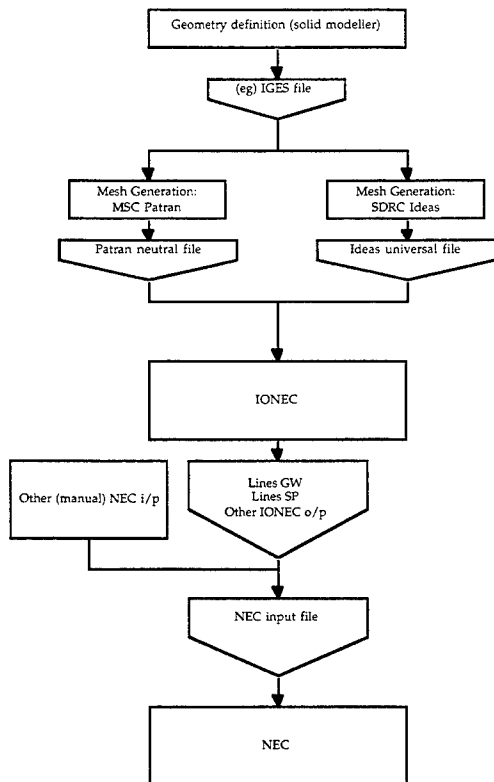 Geometry definition (solid modelier)
(eg) IGES file
Mesh Generation:
MSC Patran
Mesh Generation:
SDRC Ideas
Patran neutral file
Ideas universal file
IONEC
Other (manual) NEC i/p
Lines GW
Lines SP
Other IONEC o/p
NEC input file
NEC